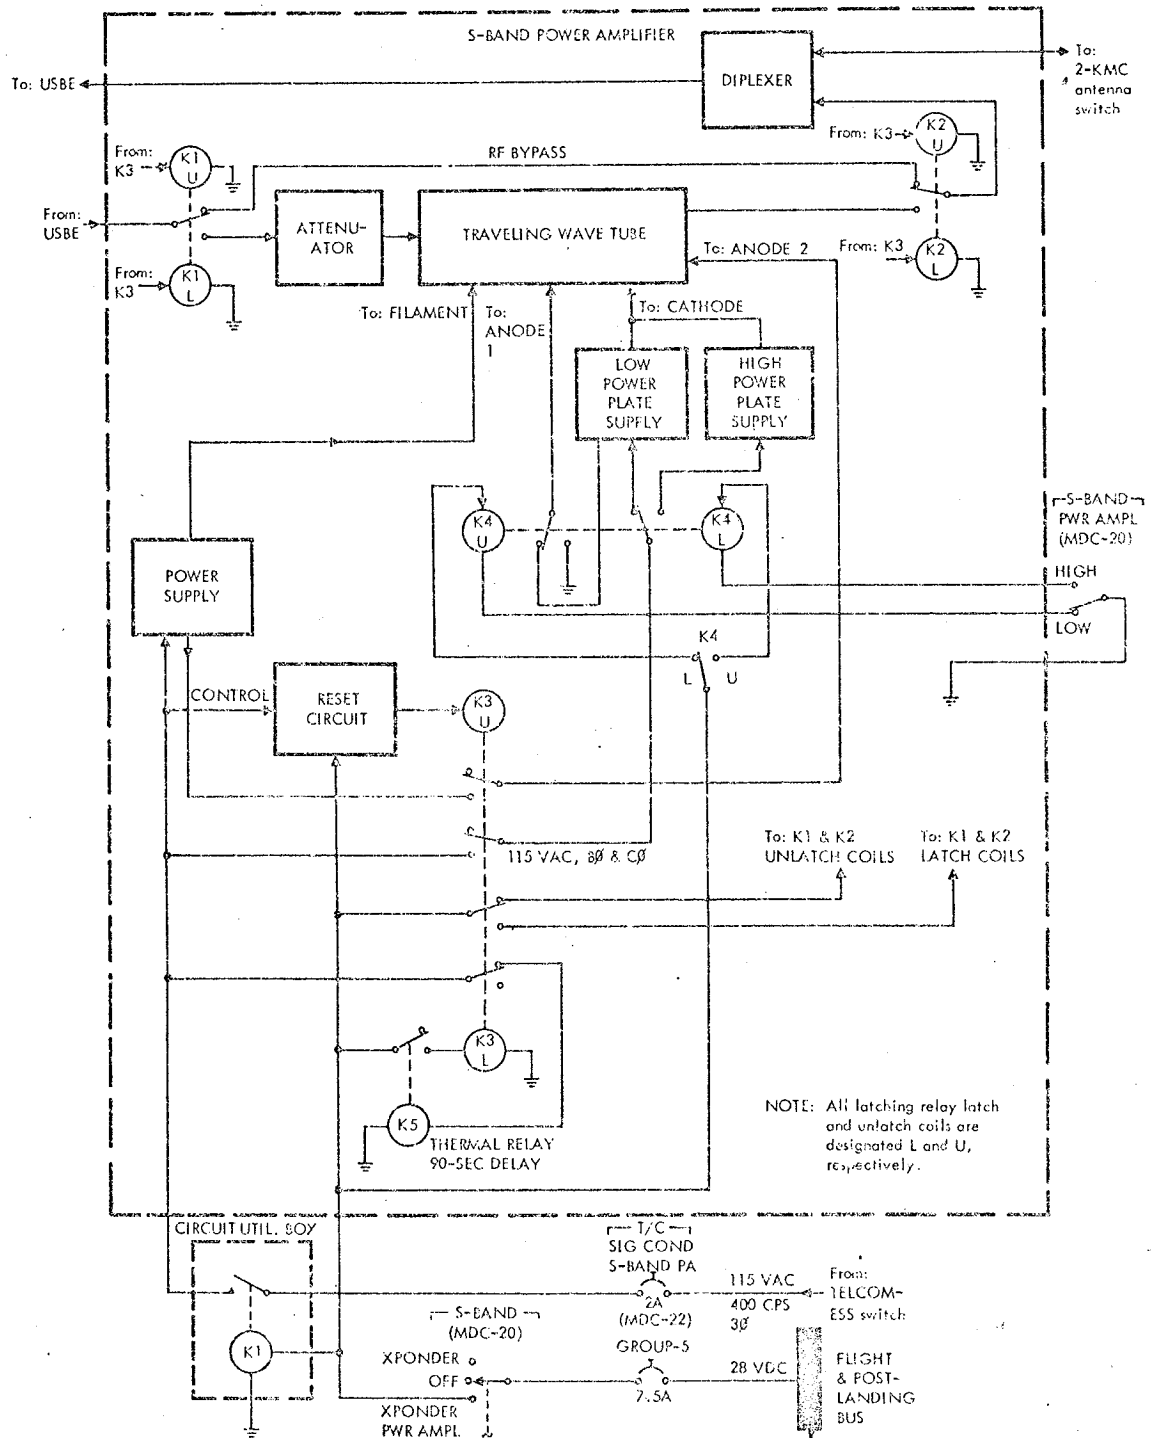 S-BAND POWER AMPLIFIER
DIPLEXER
To:
2-KMC
antenna
switch
To: USBE
From:
K3
K1
U
RF BYPASS
From: K3
K2
U
From:
USBE
ATTENU-
ATOR
TRAVELING WAVE TUBE
To: ANODE 2
From:
K3
K1
L
From: K3
K2
L
To: FILAMENT
To:
ANODE
1
To: CATHODE
LOW
POWER
PLATE
SUPPLY
HIGH
POWER
PLATE
SUPPLY
K4
U
K4
L
S-BAND
PWR AMPL
(MDC-20)
HIGH
LOW
POWER
SUPPLY
K4
L U
CONTROL
RESET
CIRCUIT
K3
U
115 VAC, BØ & CØ
To: K1 & K2
UNLATCH COILS
To: K1 & K2
LATCH COILS
K3
L
K5
THERMAL RELAY
90-SEC DELAY
NOTE: All latching relay latch
and unlatch coils are
designated L and U,
respectively.
CIRCUIT UTIL. BOY
T/C
SIG COND
S-BAND PA
2A
(MDC-22)
115 VAC
400 CPS
3Ø
From:
TELCOM-
ESS switch
S-BAND
(MDC-20)
K1
XPONDER
OFF
XPONDER
PWR AMPL
GROUP-5
7.5A
28 VDC
FLIGHT
& POST-
LANDING
BUS